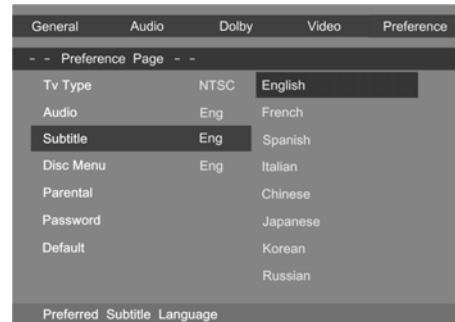 General Audio Dolby Video Preference
- - Preference Page - -
Tv Type NTSC English
Audio Eng French
Subtitle Eng Spanish
Disc Menu Eng Italian
Parental Chinese
Password Japanese
Default Korean
Russian
Preferred Subtitle Language